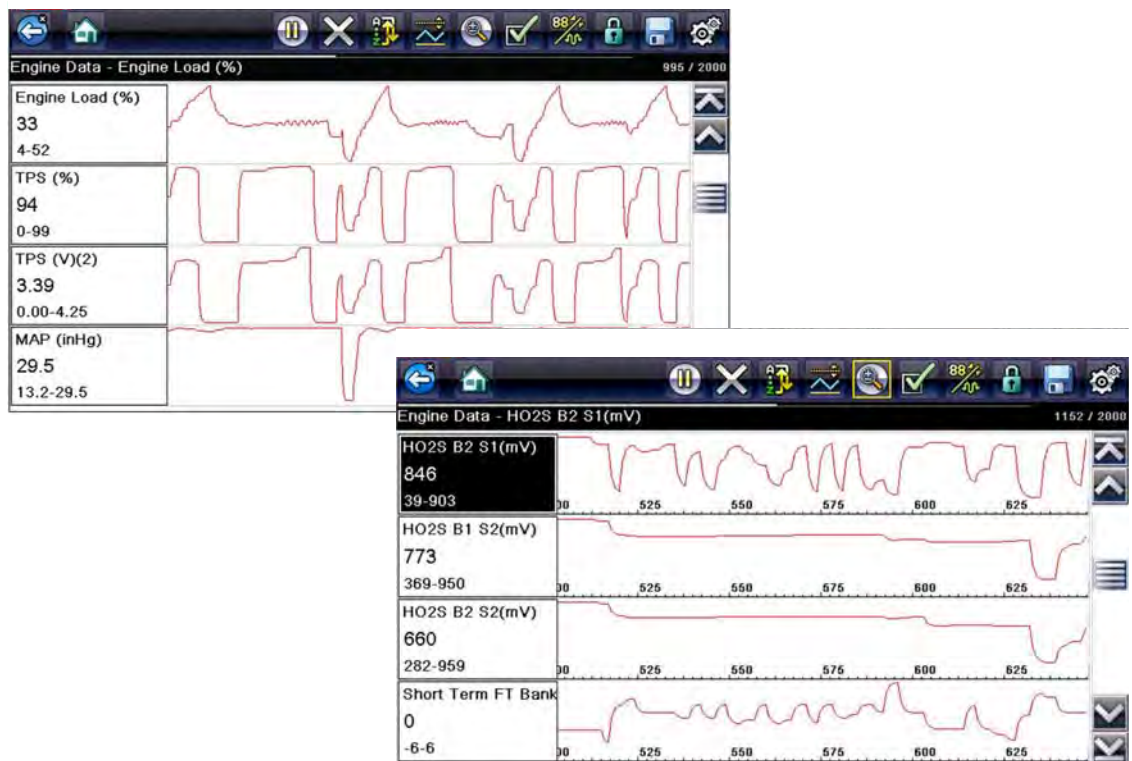 Engine Data - Engine Load (%)
995 / 2000
Engine Load (%)
33
4-52
TPS (%)
94
0-99
TPS (V)(2)
3.39
0.00-4.25
MAP (inHg)
29.5
13.2-29.5
Engine Data - HO2S B2 S1(mV)
1152 / 2000
HO2S B2 S1(mV)
846
39-903
00 525 550 575 600 625
HO2S B1 S2(mV)
773
369-950
00 525 550 575 600 625
HO2S B2 S2(mV)
660
282-959
00 525 550 575 600 625
Short Term FT Bank
0
-6-6
00 525 550 575 600 625